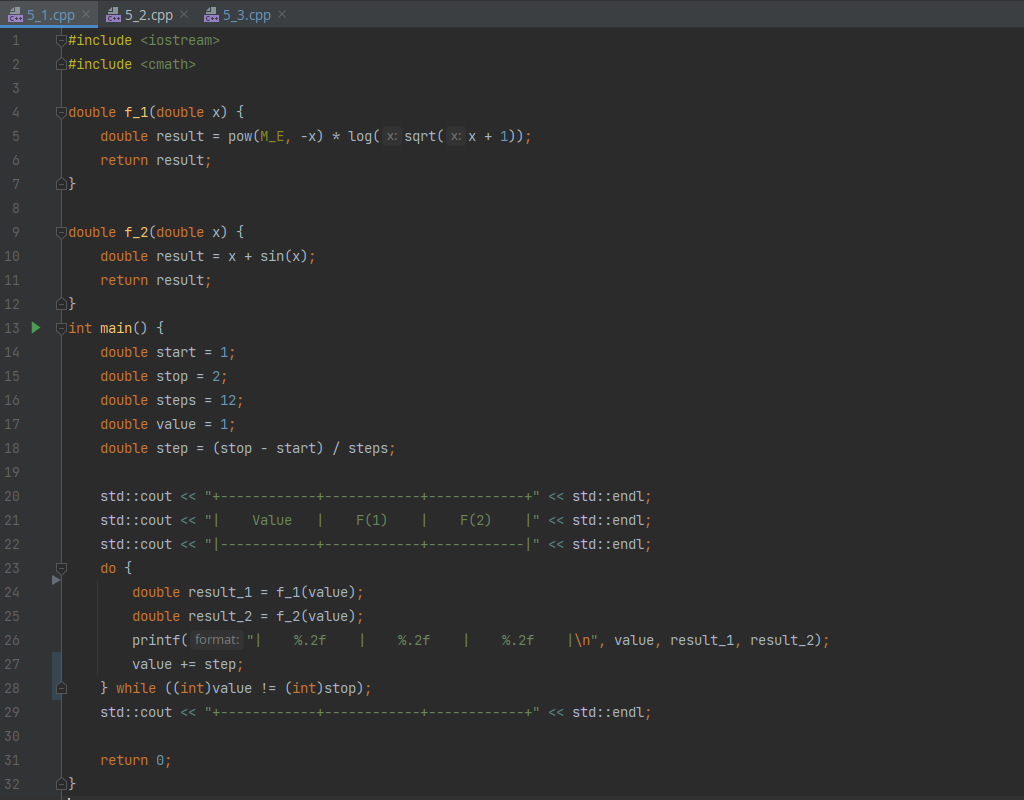 5_1.cpp × 5_2.cpp × 5_3.cpp ×
1 #include <iostream>
2 #include <cmath>
3
4 double f_1(double x) {
5     double result = pow(M_E, -x) * log( x: sqrt( x: x + 1));
6     return result;
7 }
8
9 double f_2(double x) {
10     double result = x + sin(x);
11     return result;
12 }
13 int main() {
14     double start = 1;
15     double stop = 2;
16     double steps = 12;
17     double value = 1;
18     double step = (stop - start) / steps;
19
20     std::cout << "+------------+------------+------------+" << std::endl;
21     std::cout << "|    Value   |    F(1)    |    F(2)    |" << std::endl;
22     std::cout << "|------------+------------+------------|" << std::endl;
23     do {
24         double result_1 = f_1(value);
25         double result_2 = f_2(value);
26         printf( format: "|    %.2f    |    %.2f    |    %.2f    |\n", value, result_1, result_2);
27         value += step;
28     } while ((int)value != (int)stop);
29     std::cout << "+------------+------------+------------+" << std::endl;
30
31     return 0;
32 }